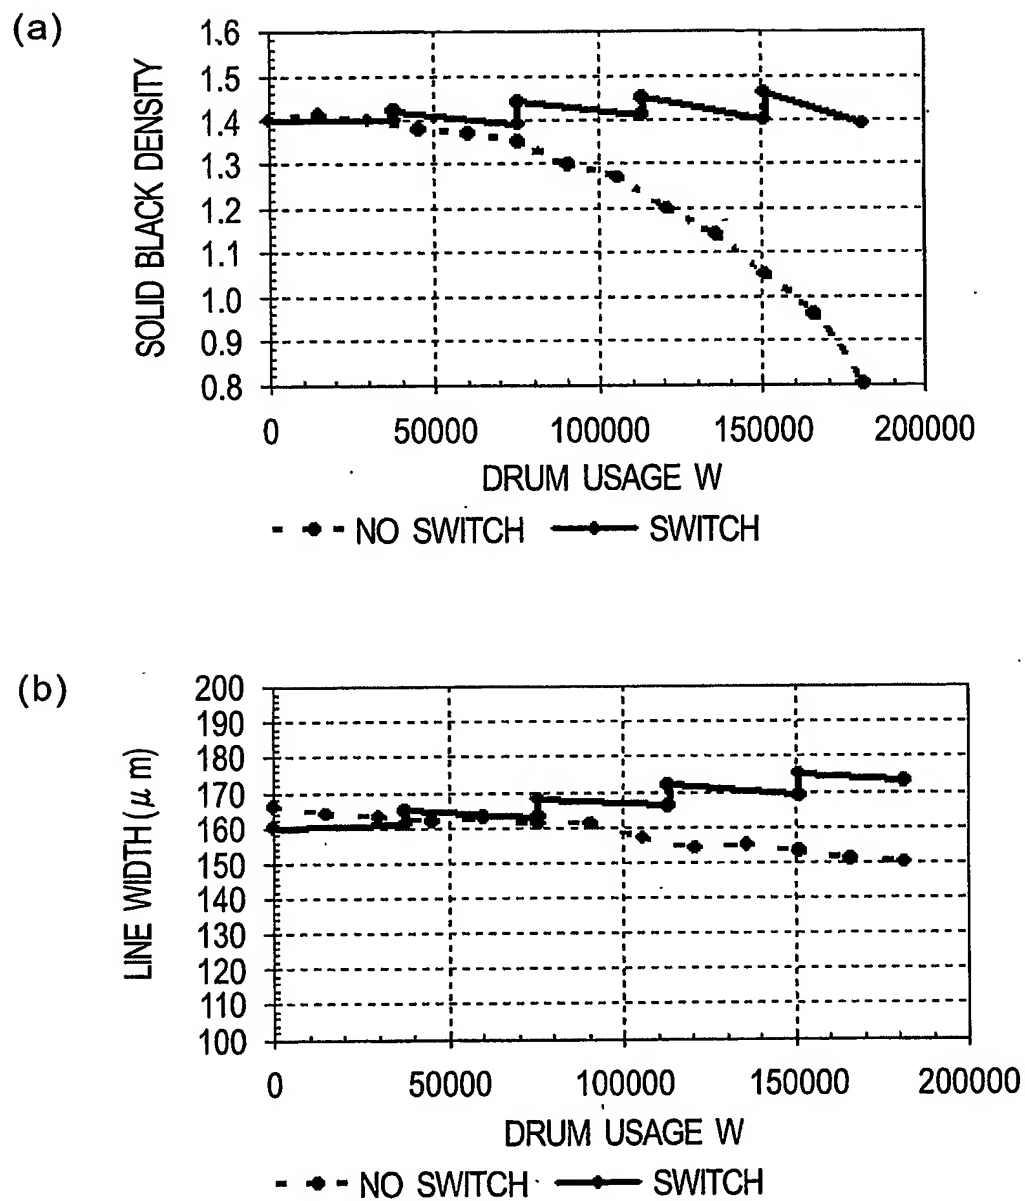 (a)
SOLID BLACK DENSITY
1.6
1.5
1.4
1.3
1.2
1.1
1.0
0.9
0.8
0 50000 100000 150000 200000
DRUM USAGE W
NO SWITCH SWITCH
(b)
LINE WIDTH (μm)
200
190
180
170
160
150
140
130
120
110
100
0 50000 100000 150000 200000
DRUM USAGE W
NO SWITCH SWITCH